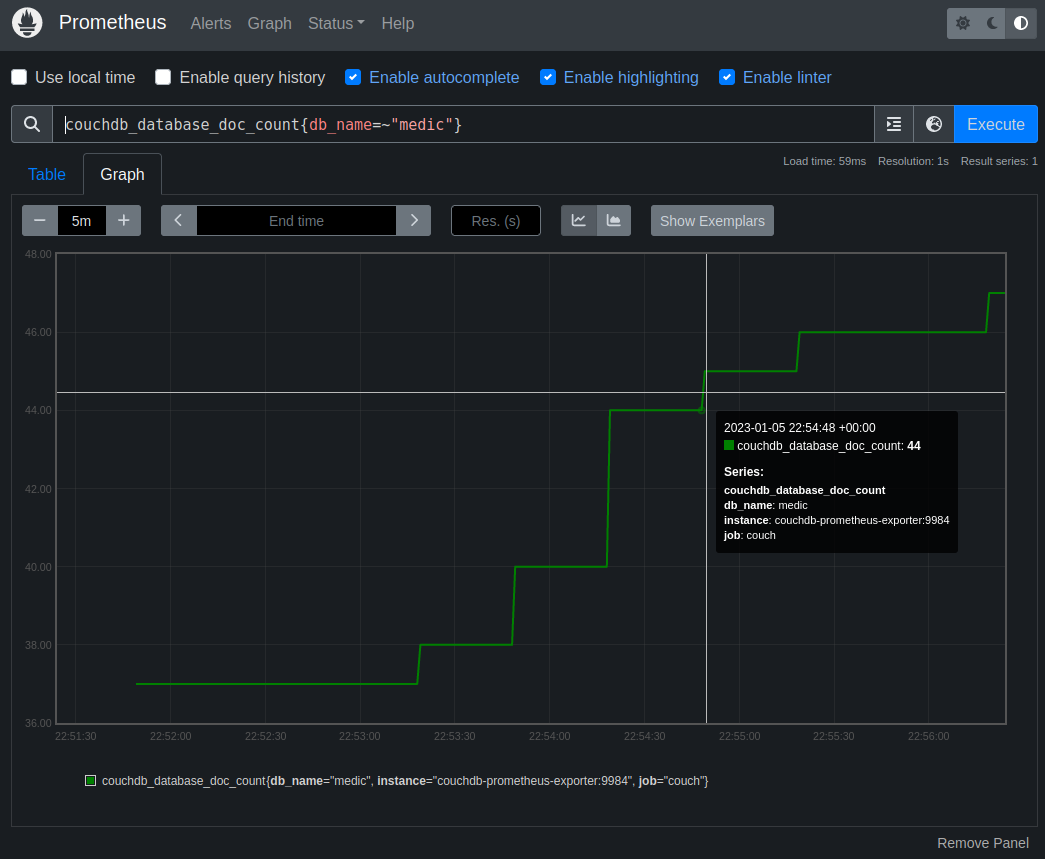 Prometheus Alerts Graph Status Help
Use local time Enable query history Enable autocomplete Enable highlighting Enable linter
couchdb_database_doc_count{db_name=~"medic"} Execute
Load time: 59ms Resolution: 1s Result series: 1
Table Graph
− 5m + End time Res. (s) Show Exemplars
48.00
46.00
44.00
42.00
40.00
38.00
36.00
2023-01-05 22:54:48 +00:00
couchdb_database_doc_count: 44
Series:
couchdb_database_doc_count
db_name: medic
instance: couchdb-prometheus-exporter:9984
job: couch
22:51:30 22:52:00 22:52:30 22:53:00 22:53:30 22:54:00 22:54:30 22:55:00 22:55:30 22:56:00
couchdb_database_doc_count{db_name="medic", instance="couchdb-prometheus-exporter:9984", job="couch"}
Remove Panel